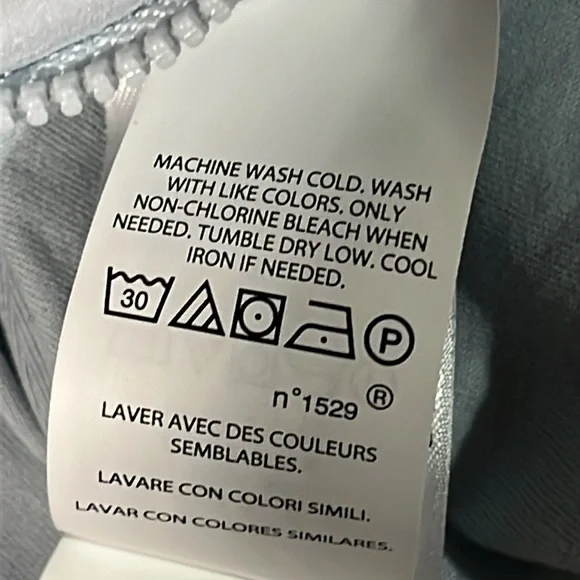 MACHINE WASH COLD. WASH
WITH LIKE COLORS, ONLY
NON-CHLORINE BLEACH WHEN
NEEDED. TUMBLE DRY LOW. COOL
IRON IF NEEDED.
30 P
n°1529 ®
LAVER AVEC DES COULEURS
SEMBLABLES.
LAVARE CON COLORI SIMILI.
LAVAR CON COLORES SIMILARES.